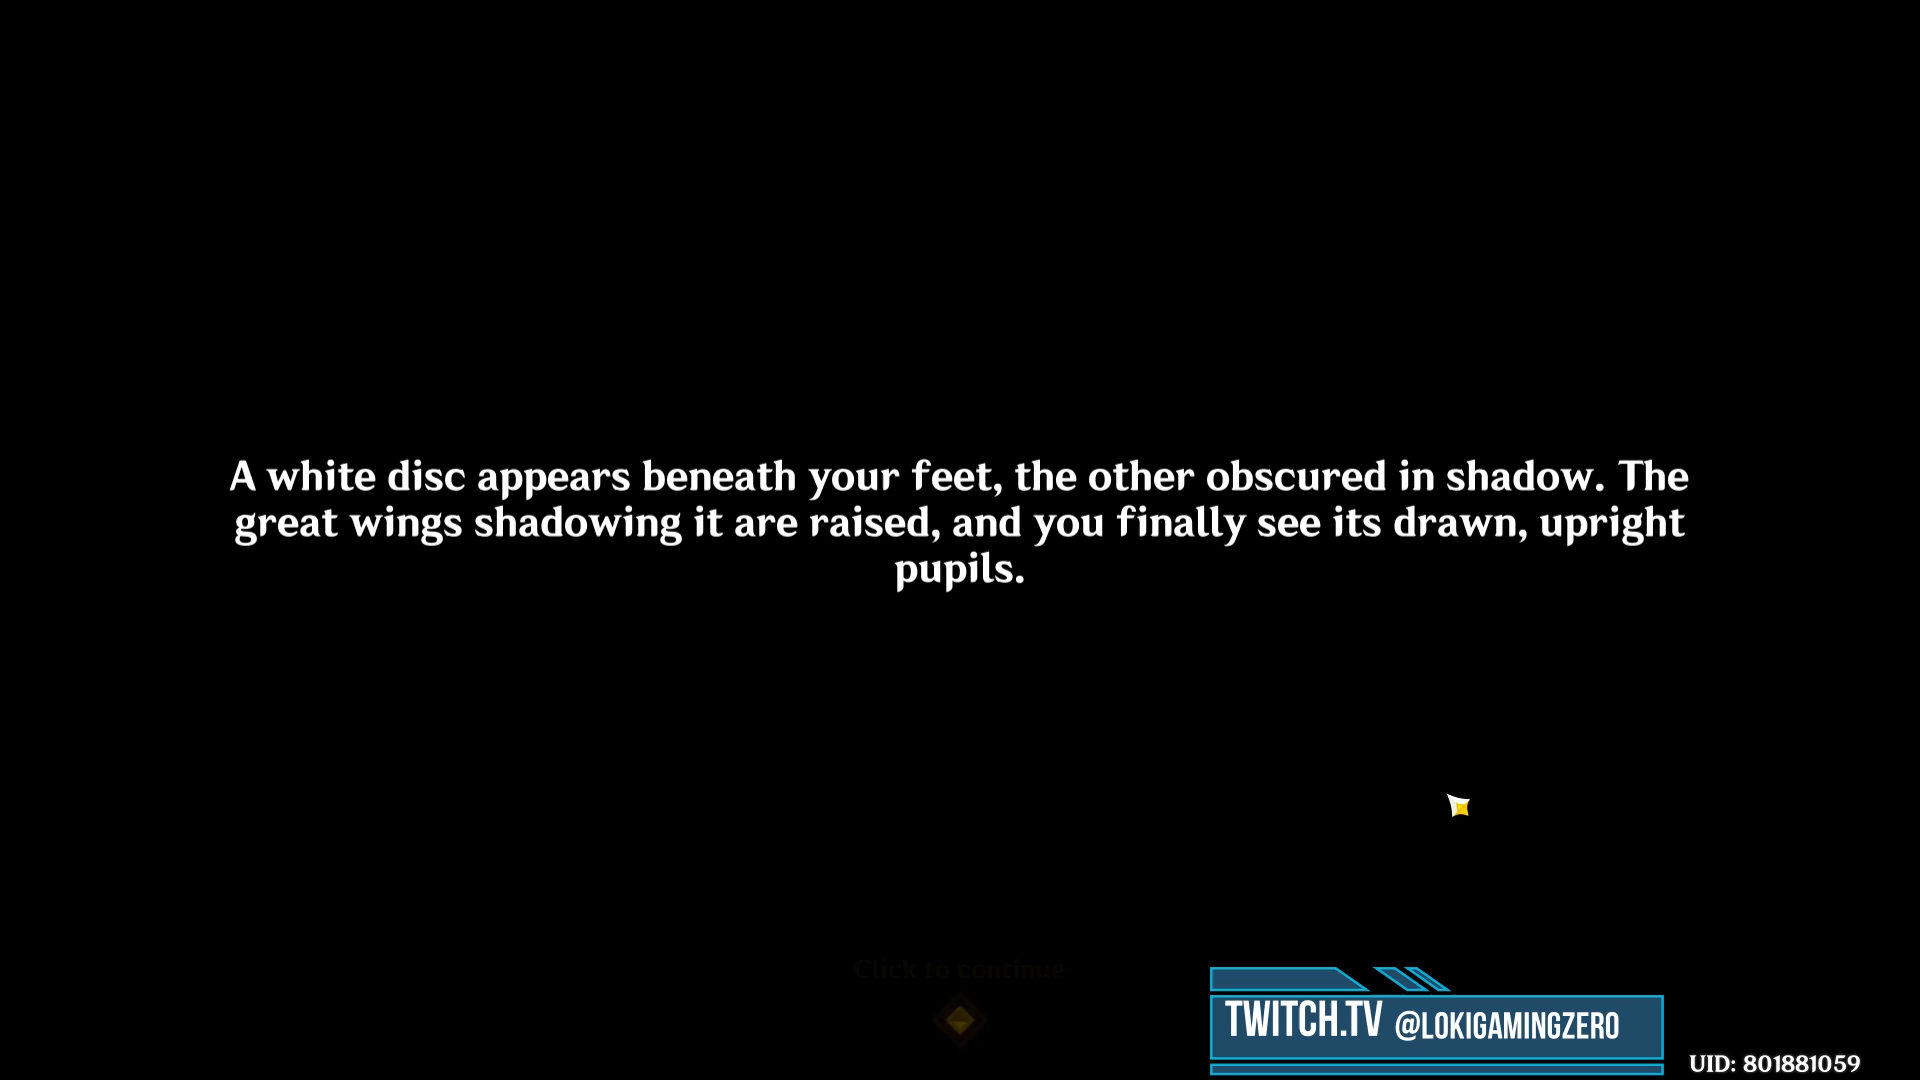 A white disc appears beneath your feet, the other obscured in shadow. The
great wings shadowing it are raised, and you finally see its drawn, upright
pupils.
Click to continue
TWITCH.TV @LOKIGAMINGZERO
UID: 801881059